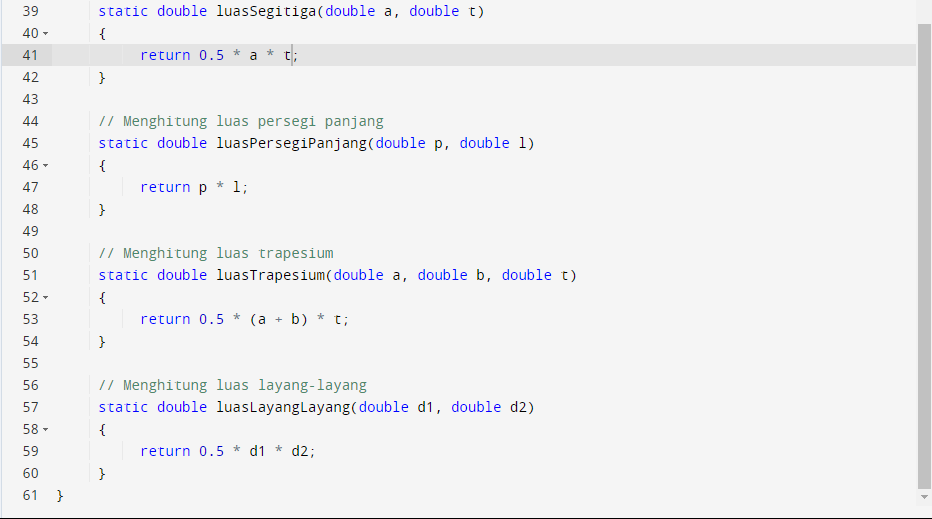 39 static double luasSegitiga(double a, double t)
40 {
41 return 0.5 * a * t;
42 }
43
44 // Menghitung luas persegi panjang
45 static double luasPersegiPanjang(double p, double l)
46 {
47 return p * l;
48 }
49
50 // Menghitung luas trapesium
51 static double luasTrapesium(double a, double b, double t)
52 {
53 return 0.5 * (a + b) * t;
54 }
55
56 // Menghitung luas layang-layang
57 static double luasLayangLayang(double d1, double d2)
58 {
59 return 0.5 * d1 * d2;
60 }
61 }